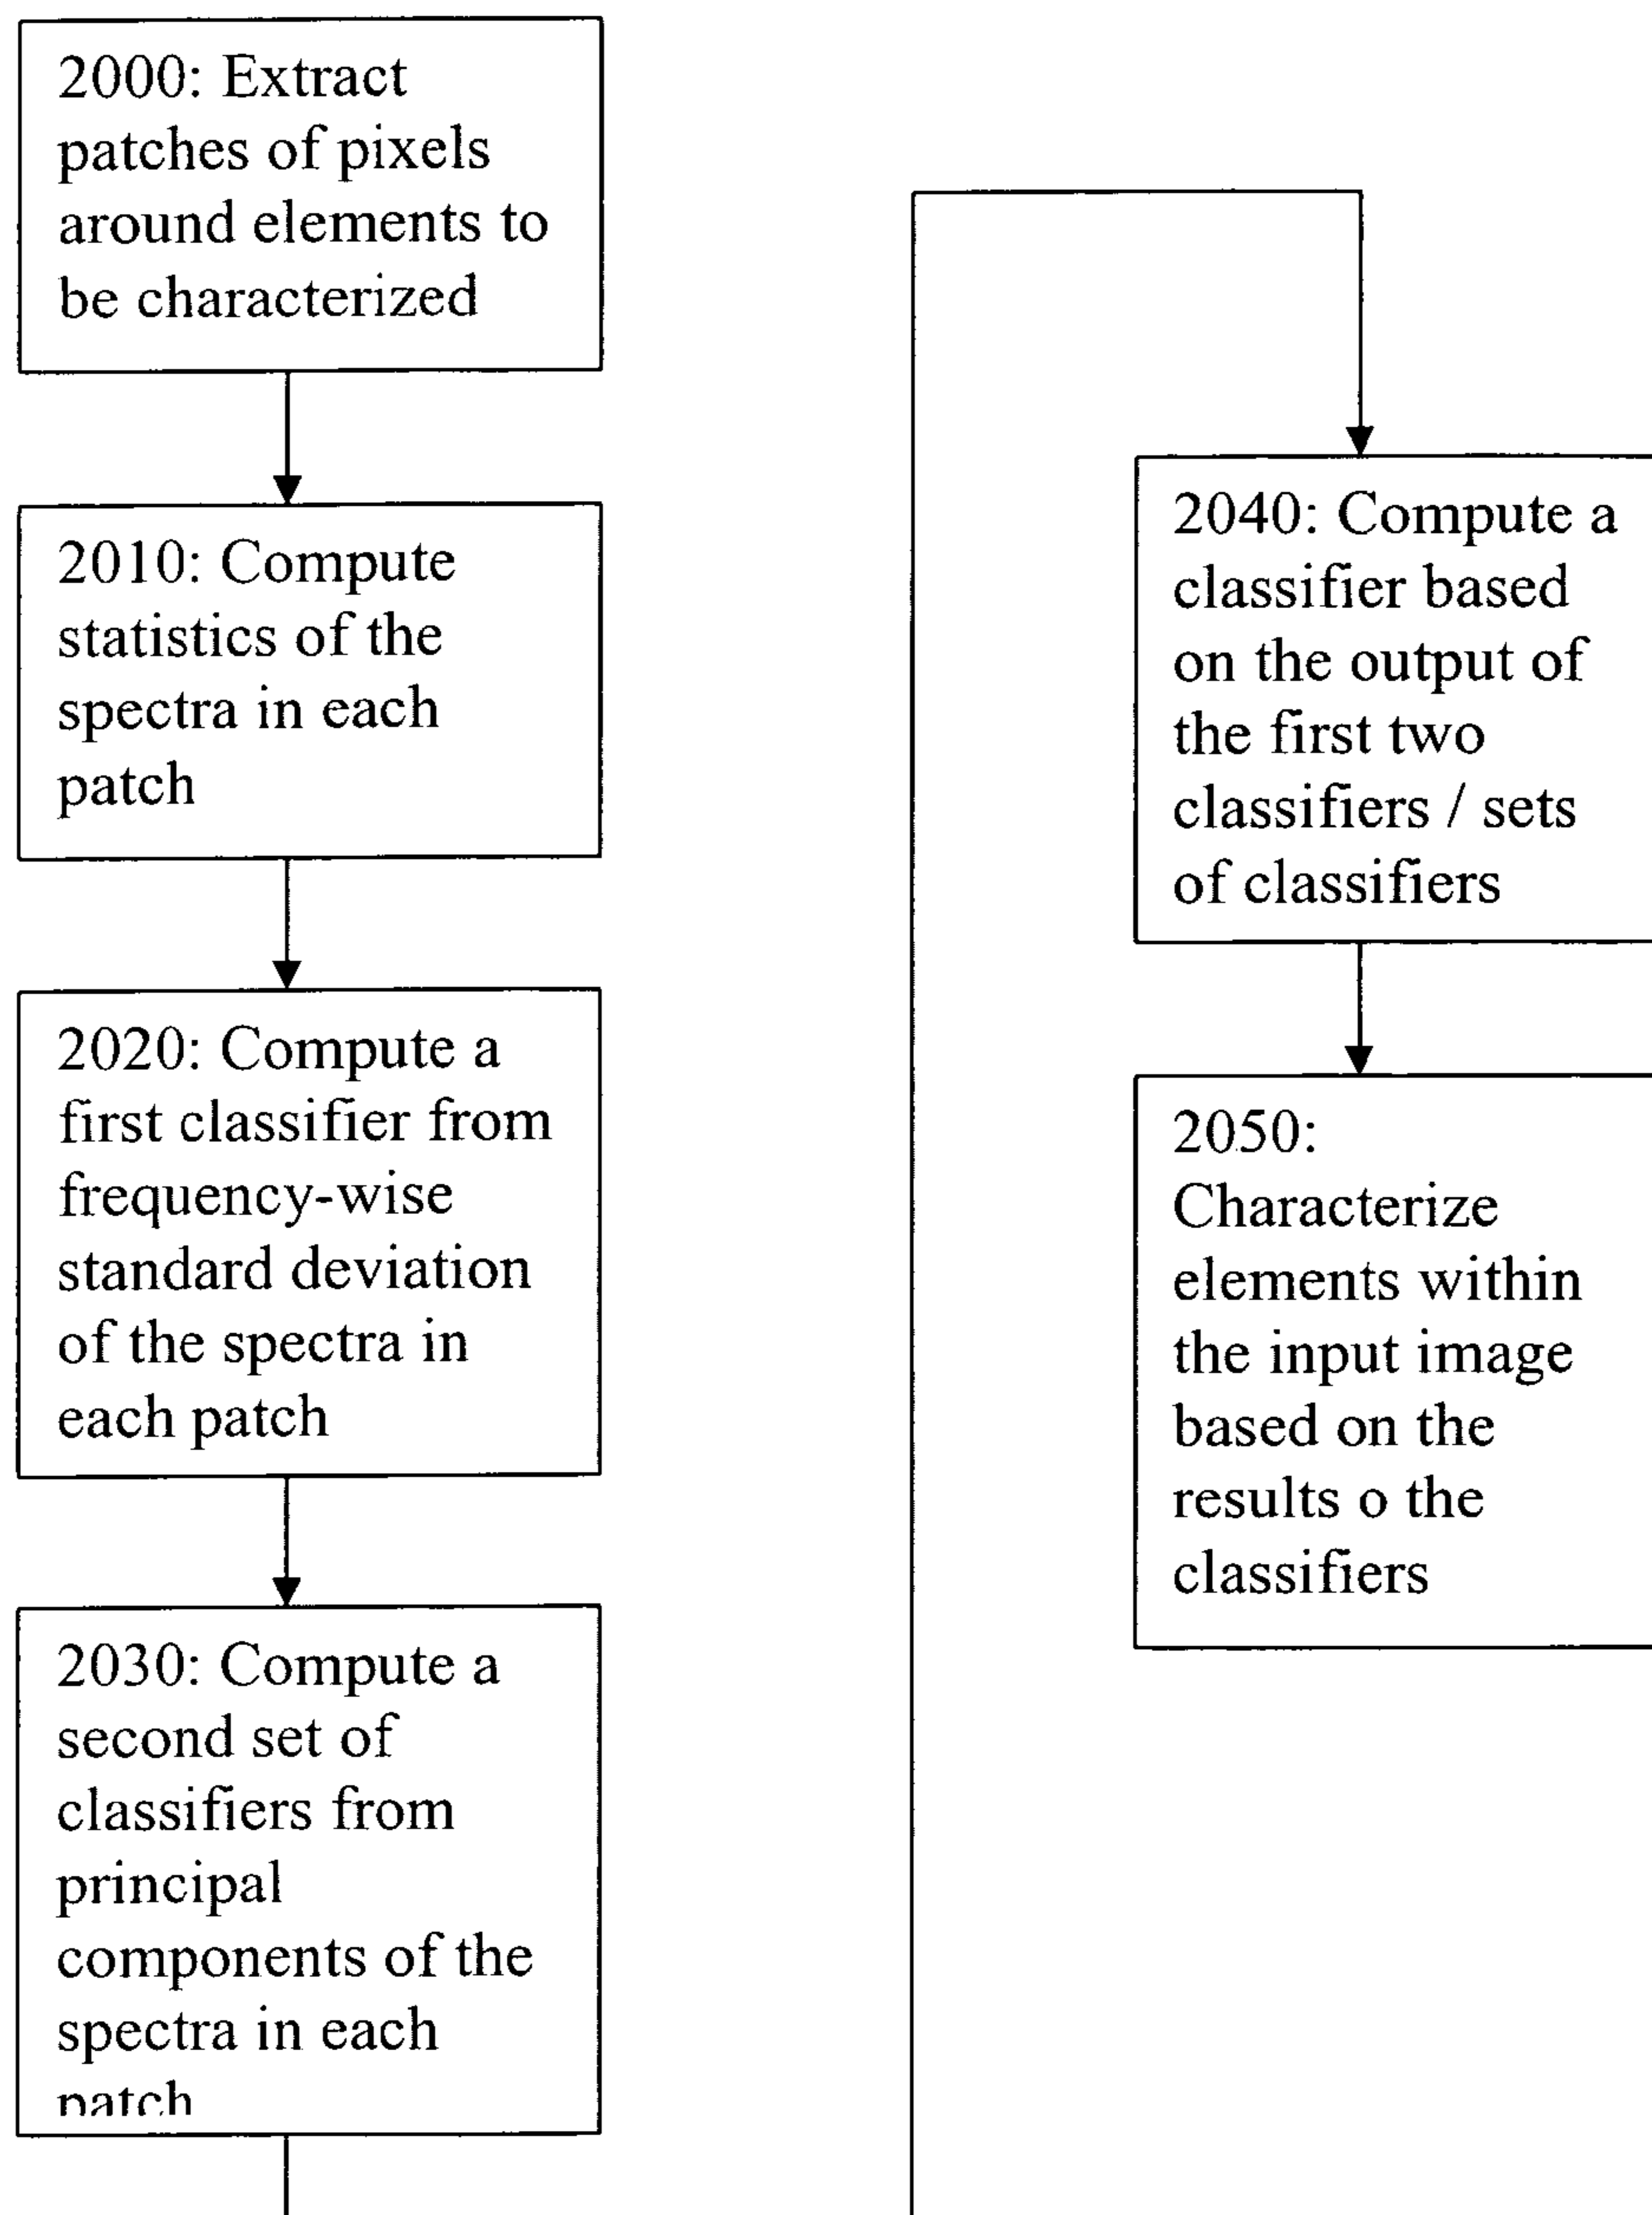 2000: Extract
patches of pixels
around elements to
be characterized
2010: Compute
statistics of the
spectra in each
patch
2020: Compute a
first classifier from
frequency-wise
standard deviation
of the spectra in
each patch
2030: Compute a
second set of
classifiers from
principal
components of the
spectra in each
patch
2040: Compute a
classifier based
on the output of
the first two
classifiers / sets
of classifiers
2050:
Characterize
elements within
the input image
based on the
results o the
classifiers